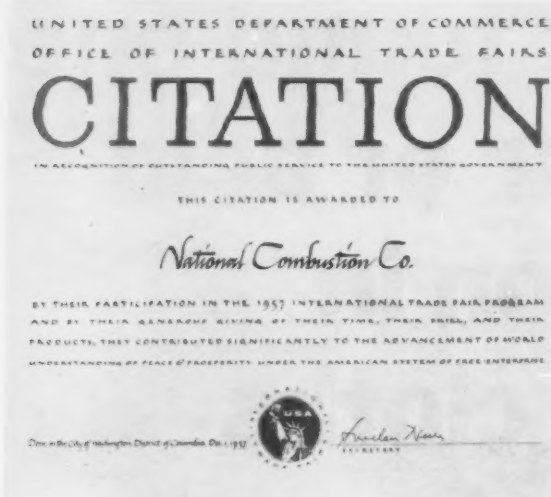 UNITED STATES DEPARTMENT OF COMMERCE
OFFICE OF INTERNATIONAL TRADE FAIRS
CITATION
IN RECOGNITION OF OUTSTANDING PUBLIC SERVICE TO THE UNITED STATES GOVERNMENT
THIS CITATION IS AWARDED TO
National Combustion Co.
BY THEIR PARTICIPATION IN THE 1957 INTERNATIONAL TRADE FAIR PROGRAM
AND BY THEIR GENEROUS GIVING OF THEIR TIME, THEIR SKILL, AND THEIR
PRODUCTS, THEY CONTRIBUTED SIGNIFICANTLY TO THE ADVANCEMENT OF WORLD
UNDERSTANDING OF PEACE & PROSPERITY UNDER THE AMERICAN SYSTEM OF FREE ENTERPRISE
USA
in the City of Washington, District of Columbia, 1, 1957
SECRETARY